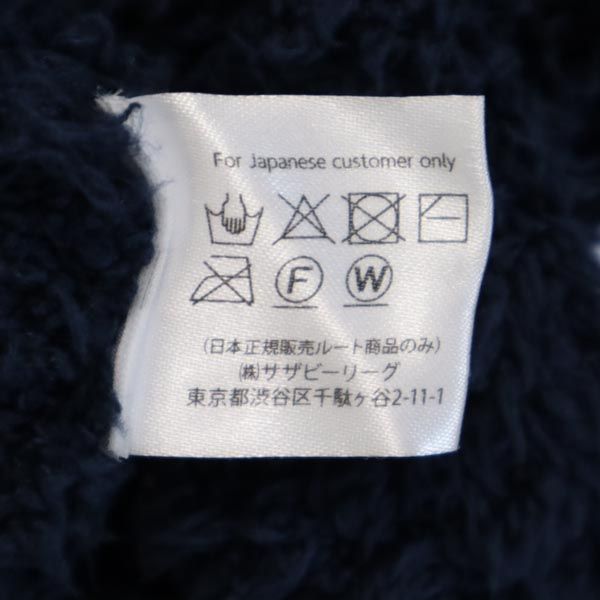 For Japanese customer only
F W
(日本正規販売ルート商品のみ)
㈱サザビーリーグ
東京都渋谷区千駄ヶ谷2-11-1